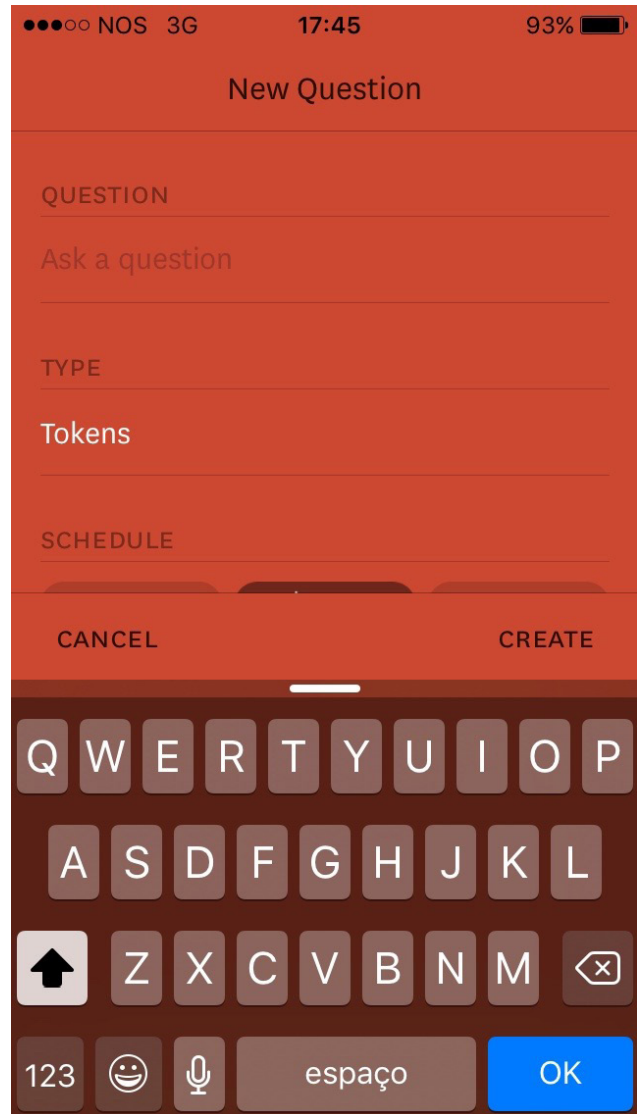 NOS 3G 17:45 93%
New Question
QUESTION
Ask a question
TYPE
Tokens
SCHEDULE
CANCEL CREATE
Q W E R T Y U I O P
A S D F G H J K L
Z X C V B N M
123 espaço OK